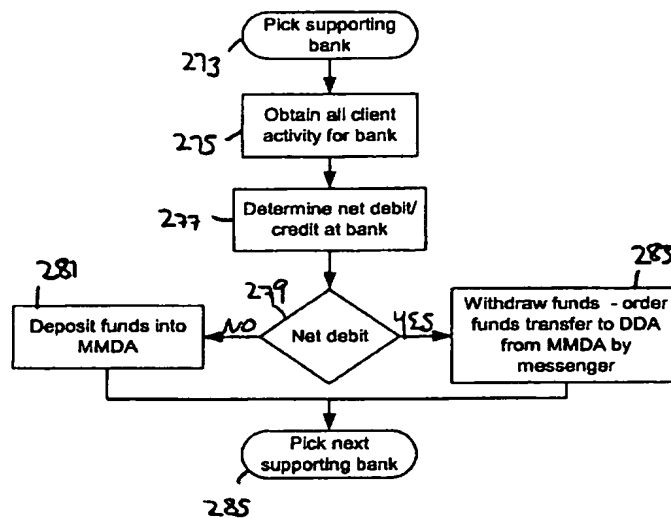 Pick supporting
bank
273
Obtain all client
activity for bank
275
Determine net debit/
credit at bank
277
281
Deposit funds into
MMDA
NO
279
Net debit
YES
283
Withdraw funds - order
funds transfer to DDA
from MMDA by
messenger
Pick next
supporting bank
285